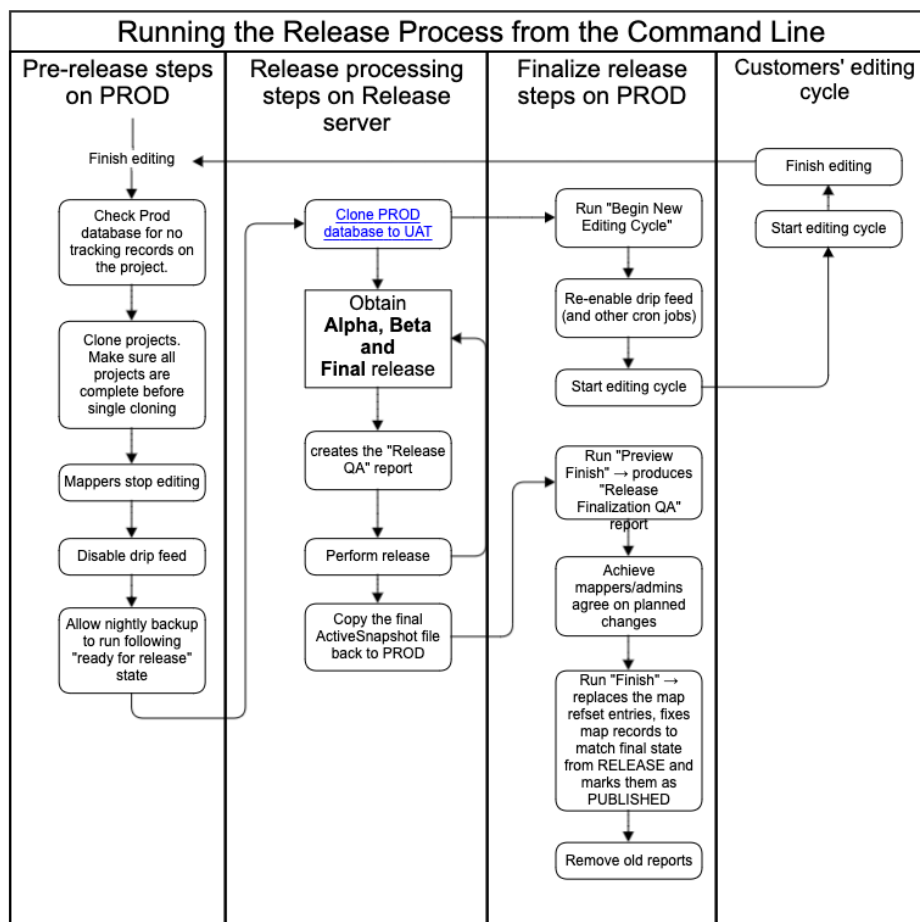 Running the Release Process from the Command Line
Pre-release steps
on PROD
Finish editing
Check Prod
database for no
tracking records on
the project.
Clone projects.
Make sure all
projects are
complete before
single cloning
Mappers stop editing
Disable drip feed
Allow nightly backup
to run following
"ready for release"
state
Release processing
steps on Release
server
Clone PROD
database to UAT
Obtain
Alpha, Beta
and
Final release
creates the "Release
QA" report
Perform release
Copy the final
ActiveSnapshot file
back to PROD
Finalize release
steps on PROD
Run "Begin New
Editing Cycle"
Re-enable drip feed
(and other cron jobs)
Start editing cycle
Run "Preview
Finish" → produces
"Release
Finalization QA"
report
Achieve
mappers/admins
agree on planned
changes
Run "Finish" →
replaces the map
refset entries, fixes
map records to
match final state
from RELEASE and
marks them as
PUBLISHED
Remove old reports
Customers' editing
cycle
Finish editing
Start editing cycle